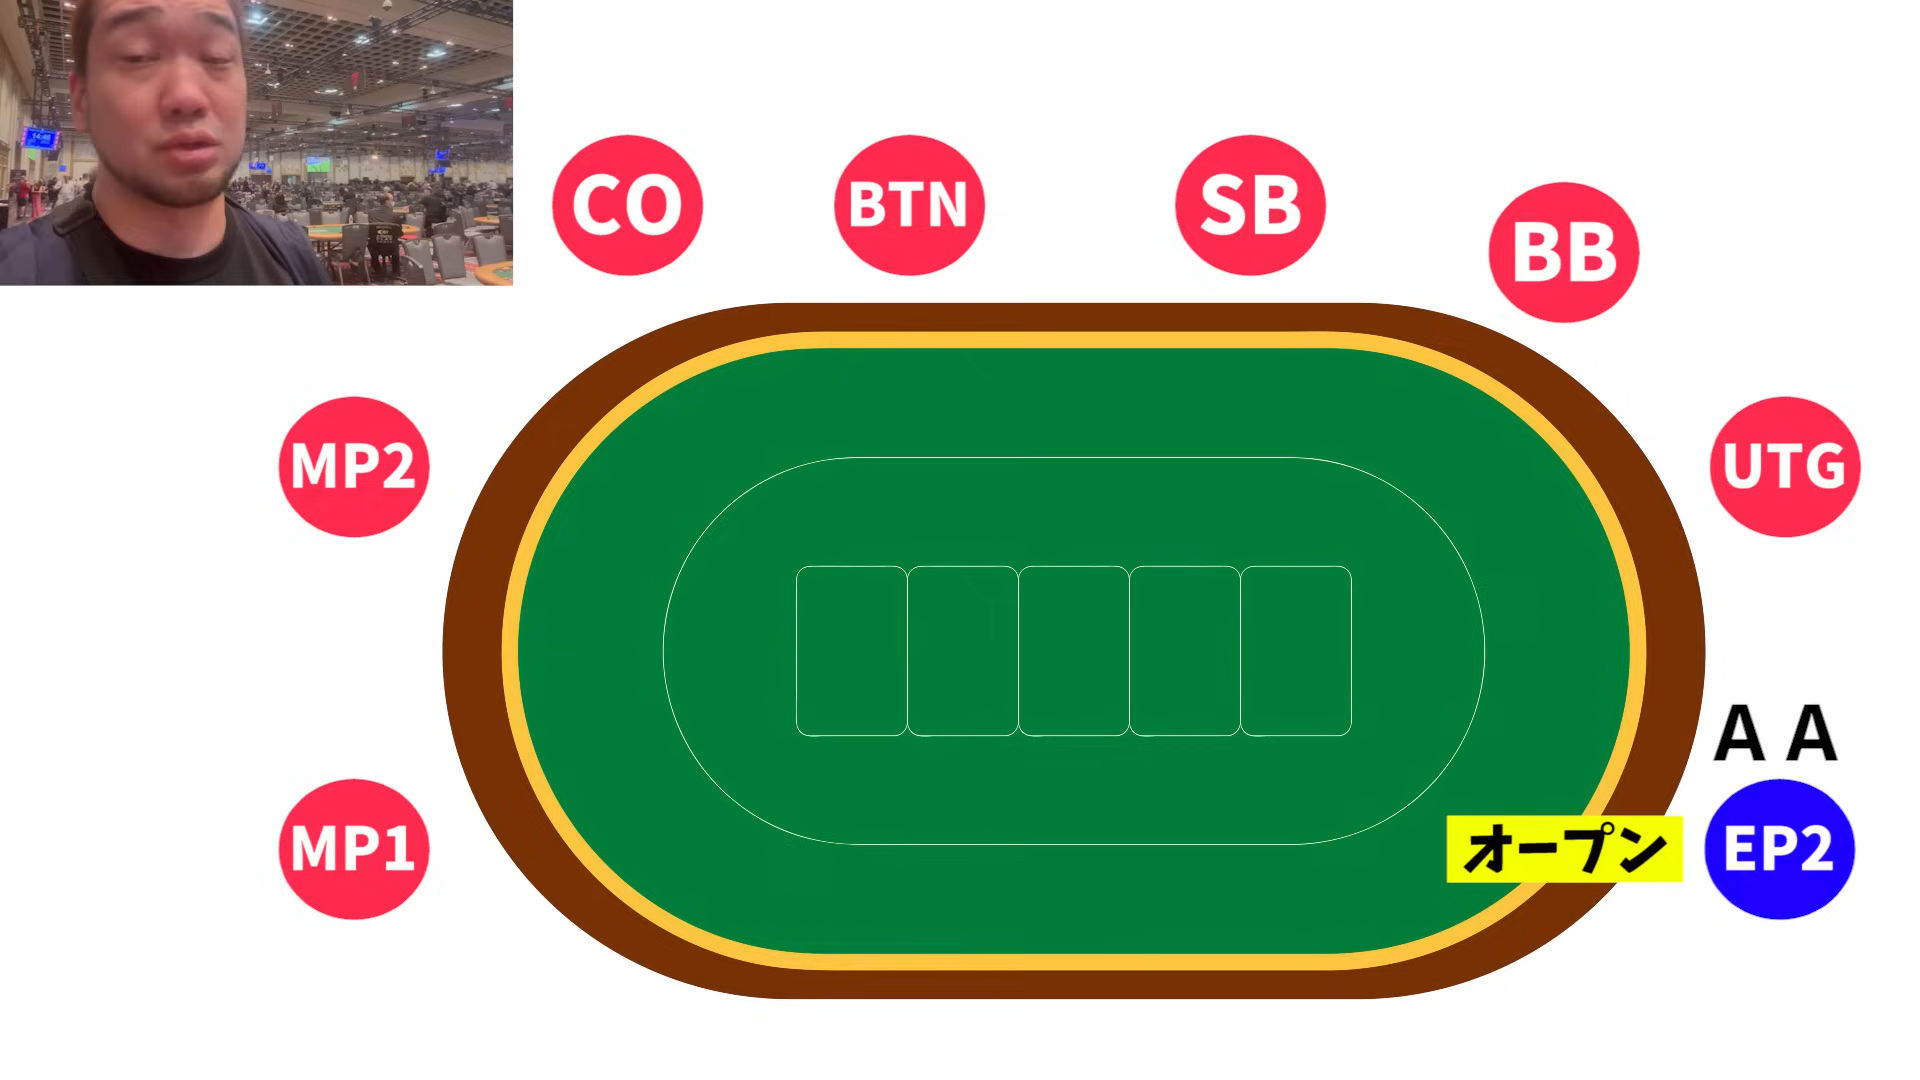 CO
BTN
SB
BB
MP2
UTG
A A
MP1
オープン
EP2